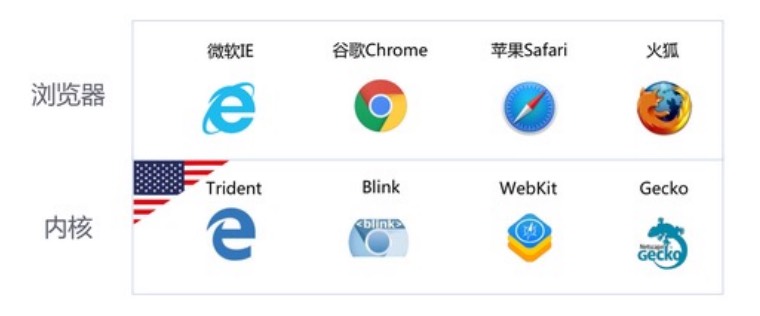 微软IE 谷歌Chrome 苹果Safari 火狐
浏览器
Trident Blink WebKit Gecko
内核
<blink>
Netscape
Gecko